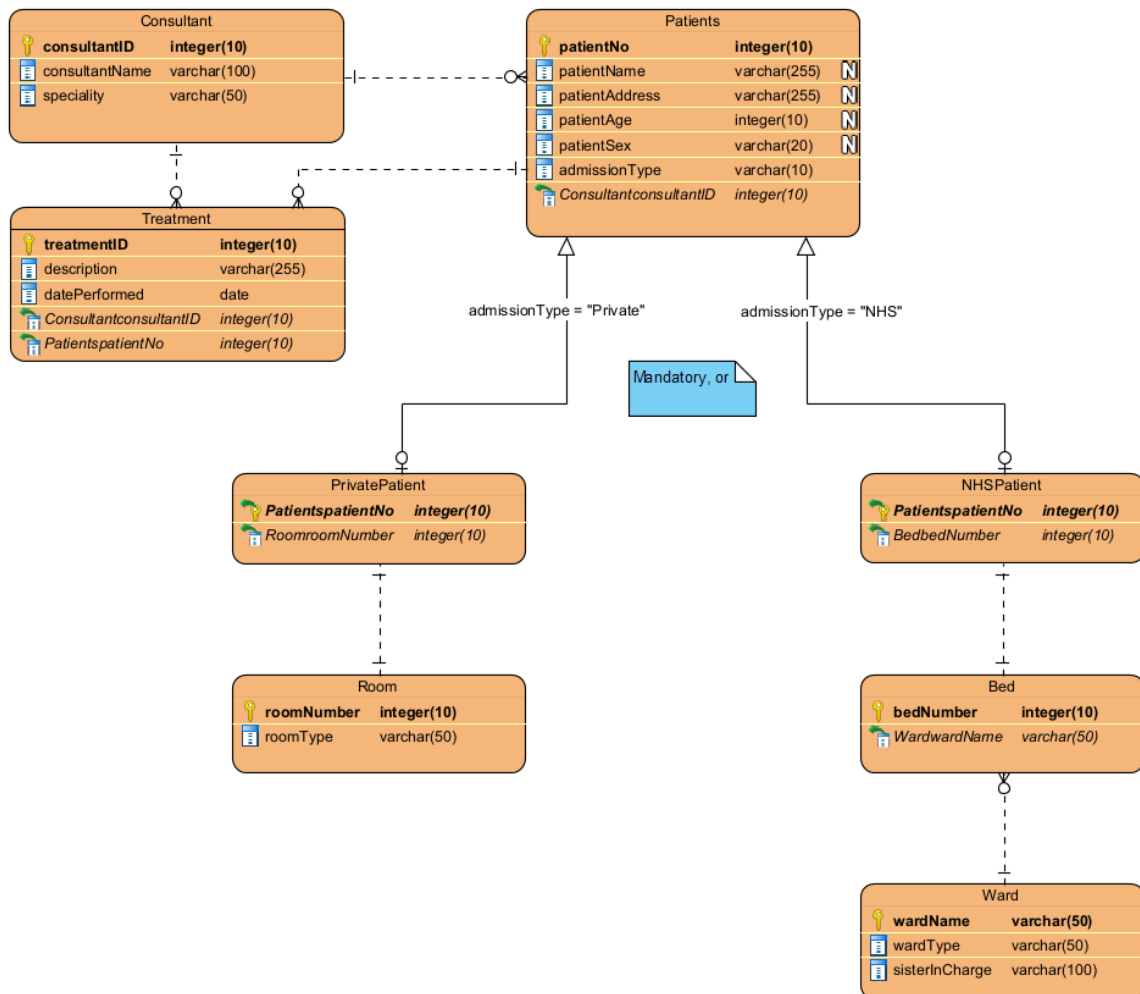 Consultant
consultantID integer(10)
consultantName varchar(100)
speciality varchar(50)
Patients
patientNo integer(10)
patientName varchar(255) N
patientAddress varchar(255) N
patientAge integer(10) N
patientSex varchar(20) N
admissionType varchar(10)
ConsultantconsultantID integer(10)
Treatment
treatmentID integer(10)
description varchar(255)
datePerformed date
ConsultantconsultantID integer(10)
PatientspatientNo integer(10)
admissionType = "Private"
admissionType = "NHS"
Mandatory, or
PrivatePatient
PatientspatientNo integer(10)
RoomroomNumber integer(10)
NHSPatient
PatientspatientNo integer(10)
BedbedNumber integer(10)
Room
roomNumber integer(10)
roomType varchar(50)
Bed
bedNumber integer(10)
WardwardName varchar(50)
Ward
wardName varchar(50)
wardType varchar(50)
sisterInCharge varchar(100)